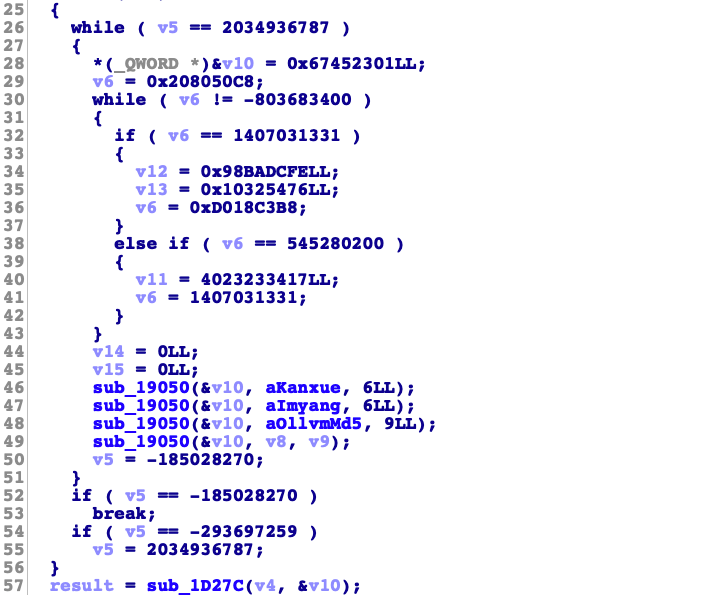 25 {
26 while ( v5 == 2034936787 )
27 {
28 *(_QWORD *)&v10 = 0x67452301LL;
29 v6 = 0x208050C8;
30 while ( v6 != -803683400 )
31 {
32 if ( v6 == 1407031331 )
33 {
34 v12 = 0x98BADCFELL;
35 v13 = 0x10325476LL;
36 v6 = 0xD018C3B8;
37 }
38 else if ( v6 == 545280200 )
39 {
40 v11 = 4023233417LL;
41 v6 = 1407031331;
42 }
43 }
44 v14 = 0LL;
45 v15 = 0LL;
46 sub_19050(&v10, aKanxue, 6LL);
47 sub_19050(&v10, aImyang, 6LL);
48 sub_19050(&v10, aOllvmMd5, 9LL);
49 sub_19050(&v10, v8, v9);
50 v5 = -185028270;
51 }
52 if ( v5 == -185028270 )
53 break;
54 if ( v5 == -293697259 )
55 v5 = 2034936787;
56 }
57 result = sub_1D27C(v4, &v10);